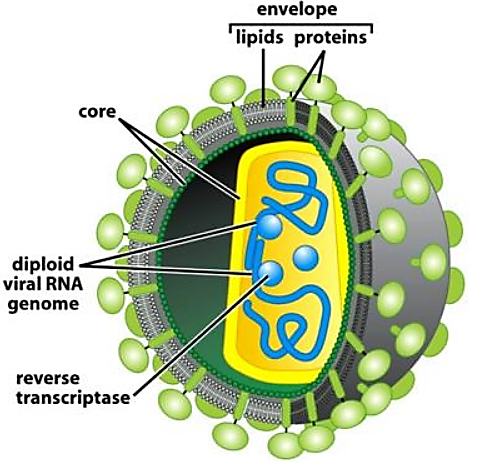 envelope
lipids proteins
core
diploid
viral RNA
genome
reverse
transcriptase